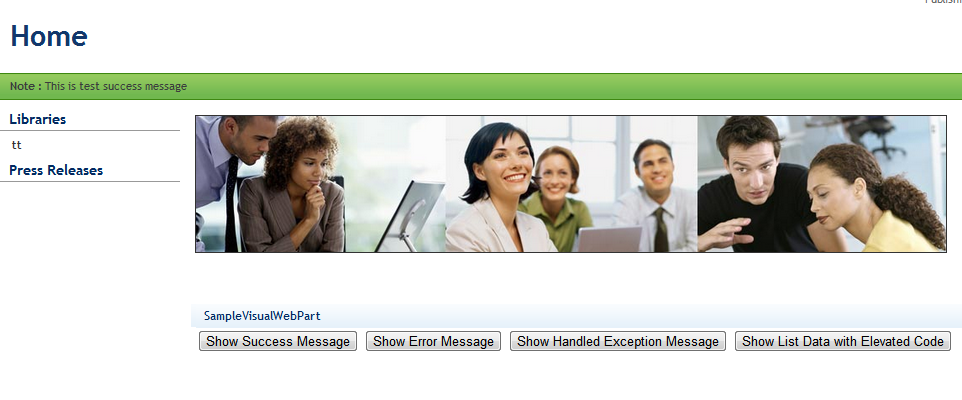 Home
Note : This is test success message
Libraries
tt
Press Releases
SampleVisualWebPart
Show Success Message Show Error Message Show Handled Exception Message Show List Data with Elevated Code